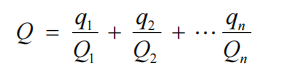 Q = q₁/Q₁ + q₂/Q₂ + ⋯ qₙ/Qₙ